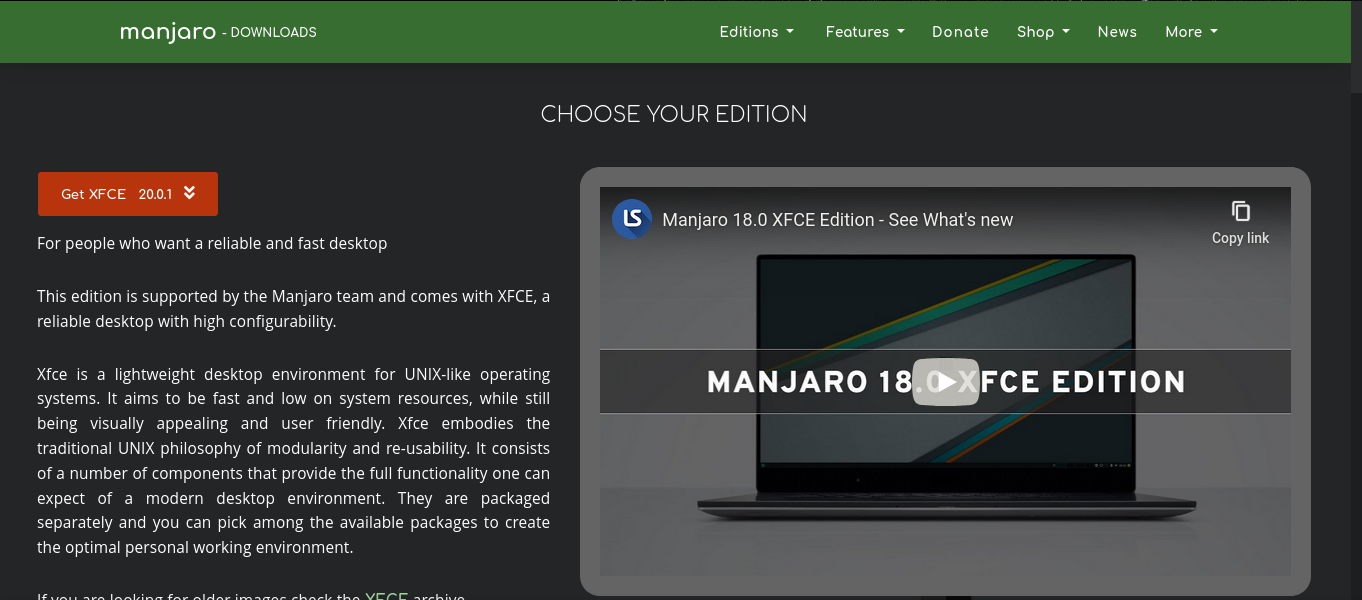 manjaro - DOWNLOADS
Editions Features Donate Shop News More
CHOOSE YOUR EDITION
Get XFCE 20.0.1
For people who want a reliable and fast desktop
This edition is supported by the Manjaro team and comes with XFCE, a
reliable desktop with high configurability.
Xfce is a lightweight desktop environment for UNIX-like operating
systems. It aims to be fast and low on system resources, while still
being visually appealing and user friendly. Xfce embodies the
traditional UNIX philosophy of modularity and re-usability. It consists
of a number of components that provide the full functionality one can
expect of a modern desktop environment. They are packaged
separately and you can pick among the available packages to create
the optimal personal working environment.
If you are looking for older images check the XFCE archive.
LS Manjaro 18.0 XFCE Edition - See What's new
Copy link
MANJARO 18.0 XFCE EDITION